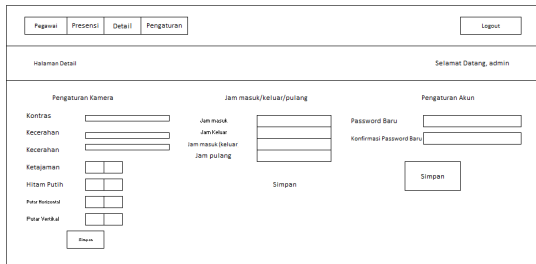 Pegawai Presensi Detail Pengaturan Logout
Halaman Detail Selamat Datang, admin
Pengaturan Kamera
Kontras
Kecerahan
Kecerahan
Ketajaman
Hitam Putih
Putar Horizontal
Putar Vertikal
Simpan
Jam masuk/keluar/pulang
Jam masuk
Jam Keluar
Jam masuk |keluar
Jam pulang
Simpan
Pengaturan Akun
Password Baru
Konfirmasi Password Baru
Simpan